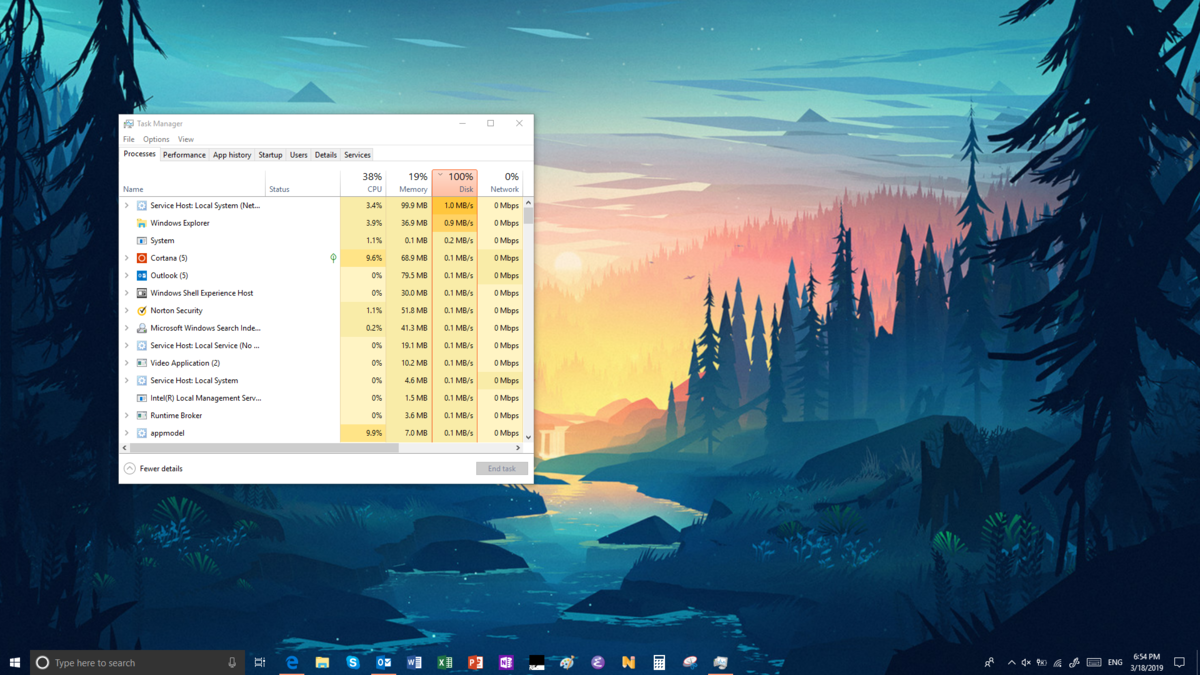 Task Manager
File Options View
Processes Performance App history Startup Users Details Services
38% 19% 100% 0%
Name Status CPU Memory Disk Network
Service Host: Local System (Net... 3.4% 99.9 MB 1.0 MB/s 0 Mbps
Windows Explorer 3.9% 36.9 MB 0.9 MB/s 0 Mbps
System 1.1% 0.1 MB 0.2 MB/s 0 Mbps
Cortana (5) 9.6% 68.9 MB 0.1 MB/s 0 Mbps
Outlook (5) 0% 79.5 MB 0.1 MB/s 0 Mbps
Windows Shell Experience Host 0% 30.0 MB 0.1 MB/s 0 Mbps
Norton Security 1.1% 51.8 MB 0.1 MB/s 0 Mbps
Microsoft Windows Search Inde... 0.2% 41.3 MB 0.1 MB/s 0 Mbps
Service Host: Local Service (No ... 0% 19.1 MB 0.1 MB/s 0 Mbps
Video Application (2) 0% 10.2 MB 0.1 MB/s 0 Mbps
Service Host: Local System 0% 4.6 MB 0.1 MB/s 0 Mbps
Intel(R) Local Management Serv... 0% 1.5 MB 0.1 MB/s 0 Mbps
Runtime Broker 0% 3.6 MB 0.1 MB/s 0 Mbps
appmodel 9.9% 7.0 MB 0.1 MB/s 0 Mbps
Fewer details End task
Type here to search
ENG
6:54 PM
3/18/2019